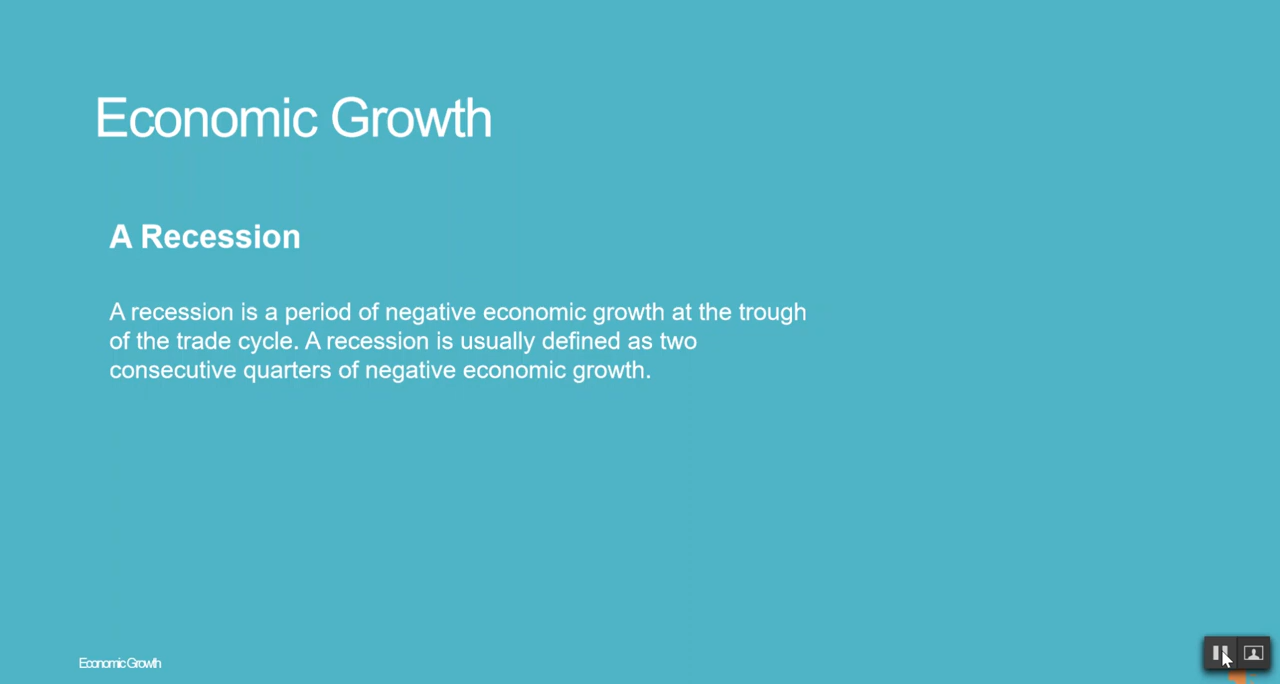 Economic Growth
A Recession
A recession is a period of negative economic growth at the trough
of the trade cycle. A recession is usually defined as two
consecutive quarters of negative economic growth.
Economic Growth